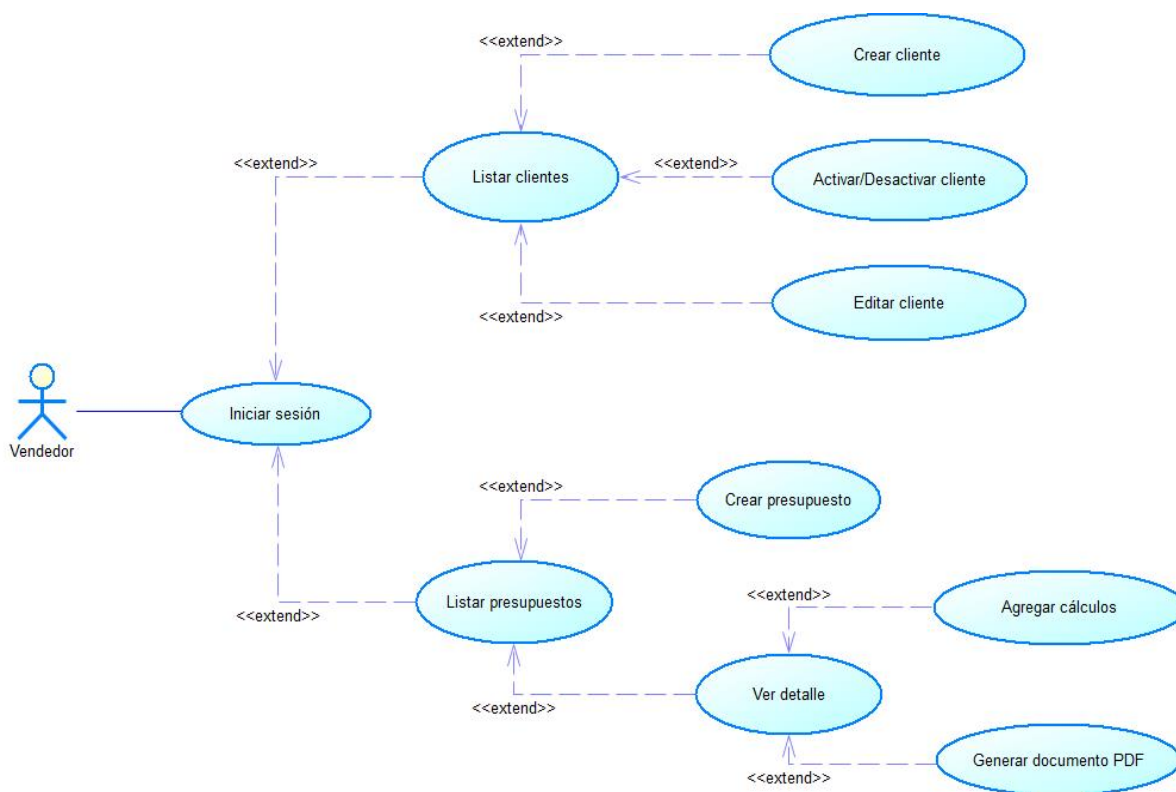 <<extend>>
Crear cliente
<<extend>>
Listar clientes
<<extend>>
Activar/Desactivar cliente
<<extend>>
Editar cliente
Vendedor
Iniciar sesión
<<extend>>
Crear presupuesto
<<extend>>
Listar presupuestos
<<extend>>
Agregar cálculos
<<extend>>
Ver detalle
<<extend>>
Generar documento PDF